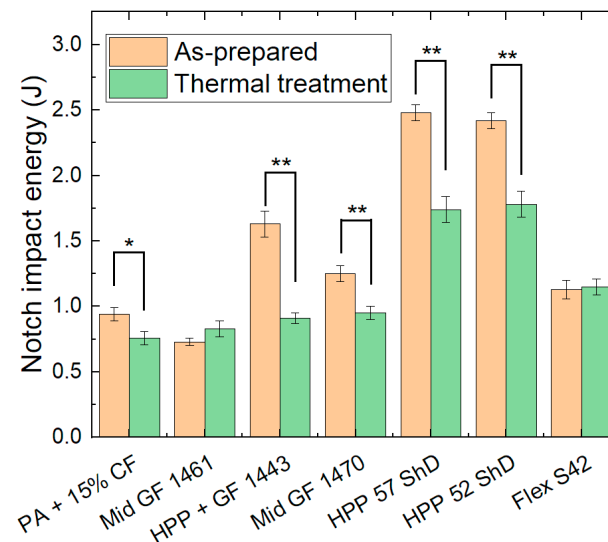 Notch impact energy (J)
3.0
2.5
2.0
1.5
1.0
0.5
0.0
As-prepared
Thermal treatment
*
**
**
**
**
PA + 15% CF
Mid GF 1461
HPP + GF 1443
Mid GF 1470
HPP 57 ShD
HPP 52 ShD
Flex S42